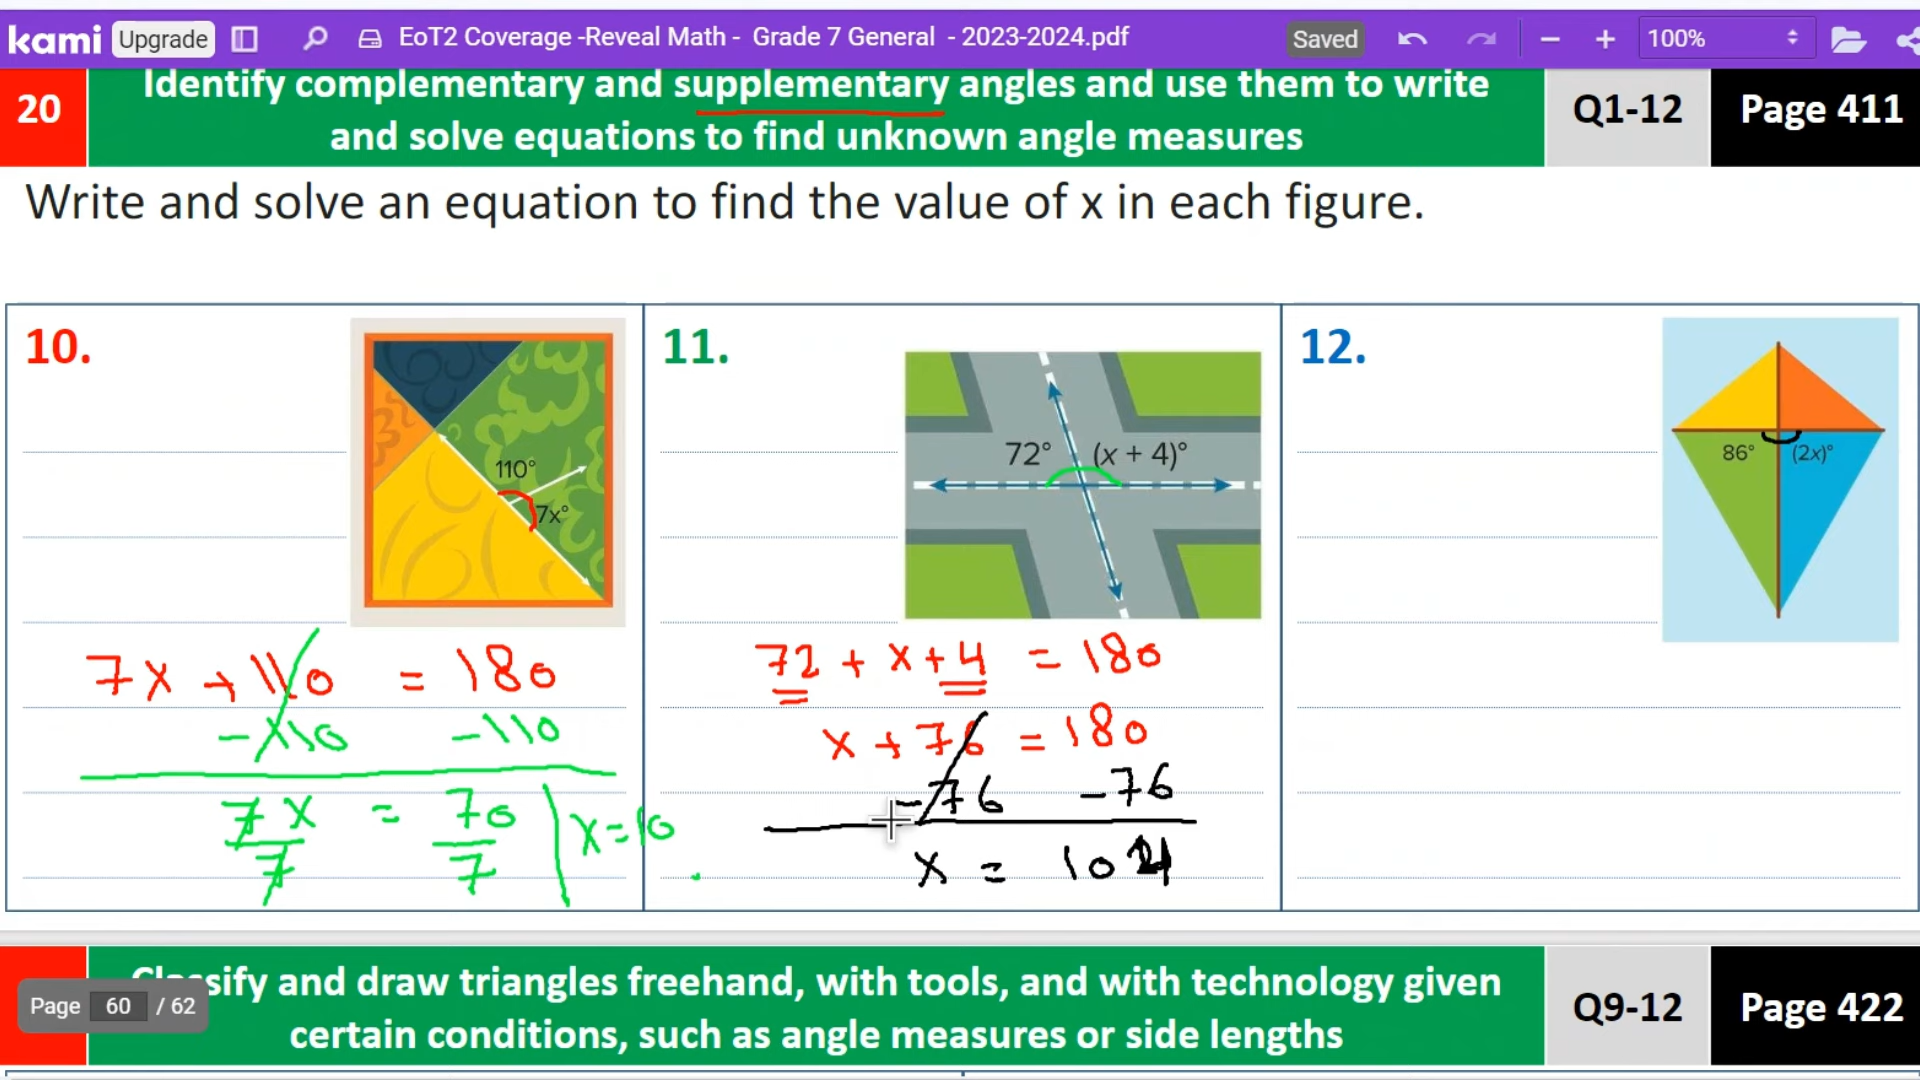 kami Upgrade EoT2 Coverage -Reveal Math - Grade 7 General - 2023-2024.pdf Saved 100%
20 Identify complementary and supplementary angles and use them to write and solve equations to find unknown angle measures Q1-12 Page 411
Write and solve an equation to find the value of x in each figure.
10.
110°
7x°
7x + 110 = 180
-110 -110
7x = 70
7 7
x = 10
11.
72° (x + 4)°
72 + x + 4 = 180
x + 76 = 180
-76 -76
x = 104
12.
86° (2x)°
Classify and draw triangles freehand, with tools, and with technology given
certain conditions, such as angle measures or side lengths
Q9-12 Page 422
Page 60 / 62